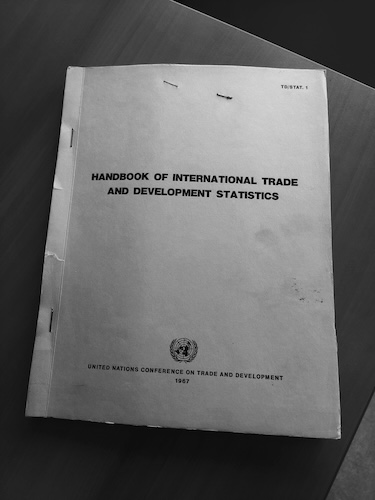 TD/STAT. 1
HANDBOOK OF INTERNATIONAL TRADE
AND DEVELOPMENT STATISTICS
UNITED NATIONS CONFERENCE ON TRADE AND DEVELOPMENT
1967